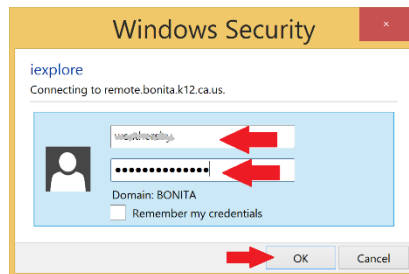 Windows Security
×
iexplore
Connecting to remote.bonita.k12.ca.us.
••••••••••••••
Domain: BONITA
Remember my credentials
OK Cancel